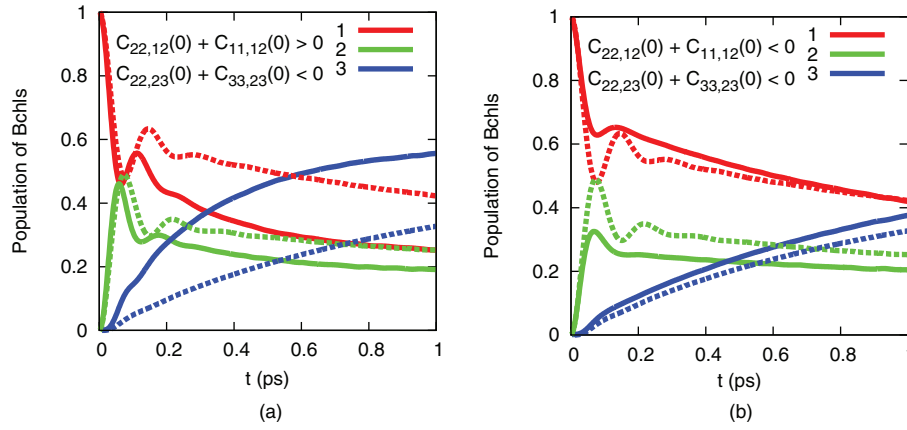 C22,12(0) + C11,12(0) > 0
C22,23(0) + C33,23(0) < 0
1
2
3
Population of Bchls
1
0.8
0.6
0.4
0.2
0
0 0.2 0.4 0.6 0.8 1
t (ps)
(a)
C22,12(0) + C11,12(0) < 0
C22,23(0) + C33,23(0) < 0
1
2
3
Population of Bchls
1
0.8
0.6
0.4
0.2
0
0 0.2 0.4 0.6 0.8 1
t (ps)
(b)